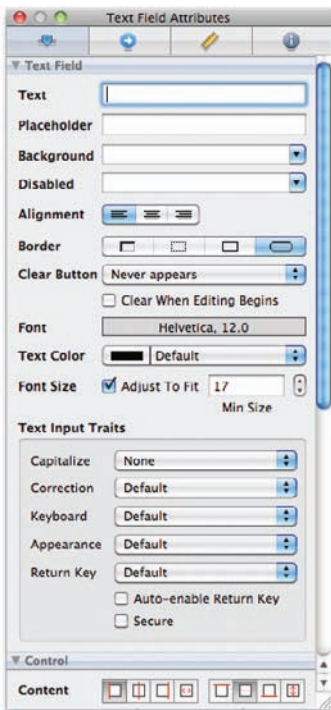 Text Field Attributes
Text Field
Text
Placeholder
Background
Disabled
Alignment
Border
Clear Button Never appears
Clear When Editing Begins
Font Helvetica, 12.0
Text Color Default
Font Size Adjust To Fit 17
Min Size
Text Input Traits
Capitalize None
Correction Default
Keyboard Default
Appearance Default
Return Key Default
Auto-enable Return Key
Secure
Control
Content